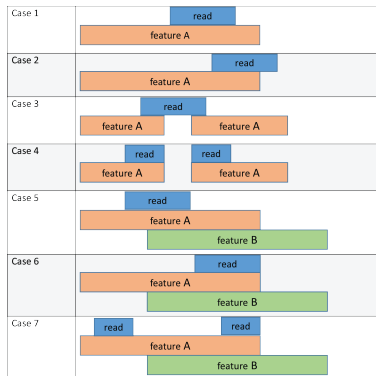 Case 1
read
feature A
Case 2
read
feature A
Case 3
read
feature A feature A
Case 4
read read
feature A feature A
Case 5
read
feature A
feature B
Case 6
read
feature A
feature B
Case 7
read read
feature A
feature B